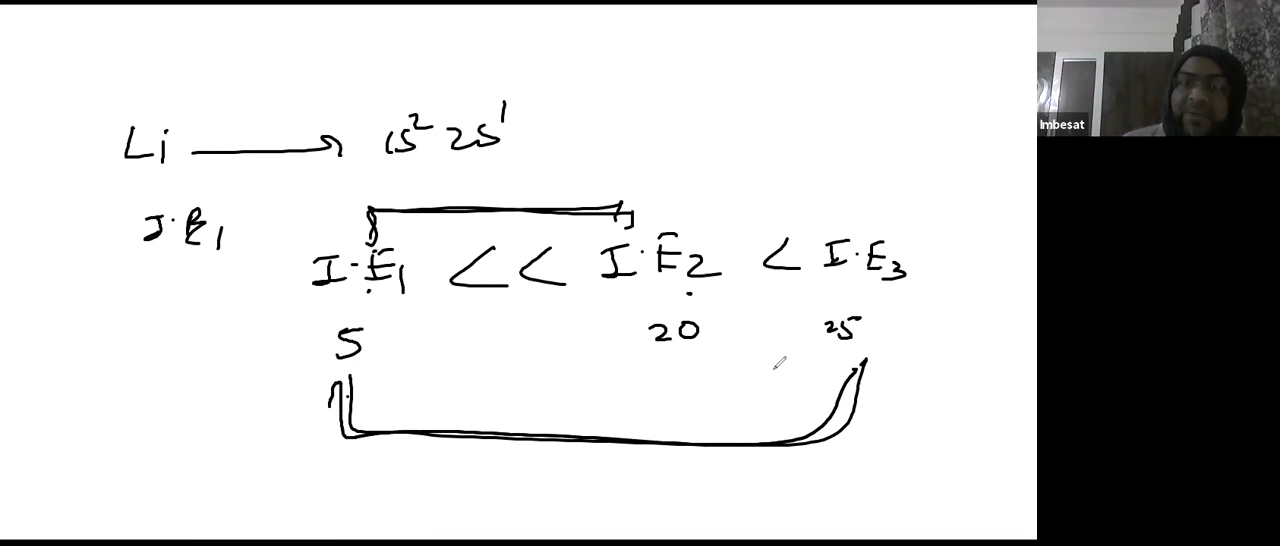 Li ⟶ 1s² 2s¹
Imbesat
I·E₁
I·E₁ << I·E₂ < I·E₃
5 20 25